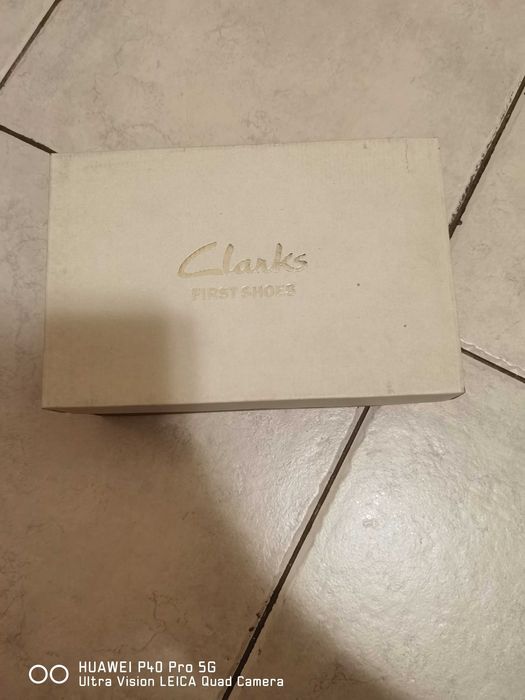 Clarks
FIRST SHOES
HUAWEI P40 Pro 5G
Ultra Vision LEICA Quad Camera